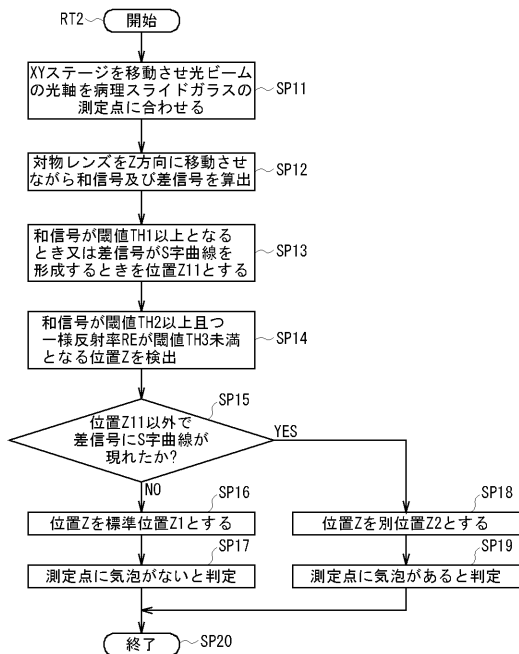 RT2
開始
XYステージを移動させ光ビーム
の光軸を病理スライドガラスの
測定点に合わせる
SP11
対物レンズをZ方向に移動させ
ながら和信号及び差信号を算出
SP12
和信号が閾値TH1以上となる
とき又は差信号がS字曲線を
形成するときを位置Z11とする
SP13
和信号が閾値TH2以上且つ
一様反射率REが閾値TH3未満
となる位置Zを検出
SP14
SP15
位置Z11以外で
差信号にS字曲線が
現れたか?
YES
NO
SP16
位置Zを標準位置Z1とする
SP18
位置Zを別位置Z2とする
SP17
測定点に気泡がないと判定
SP19
測定点に気泡があると判定
終了
SP20